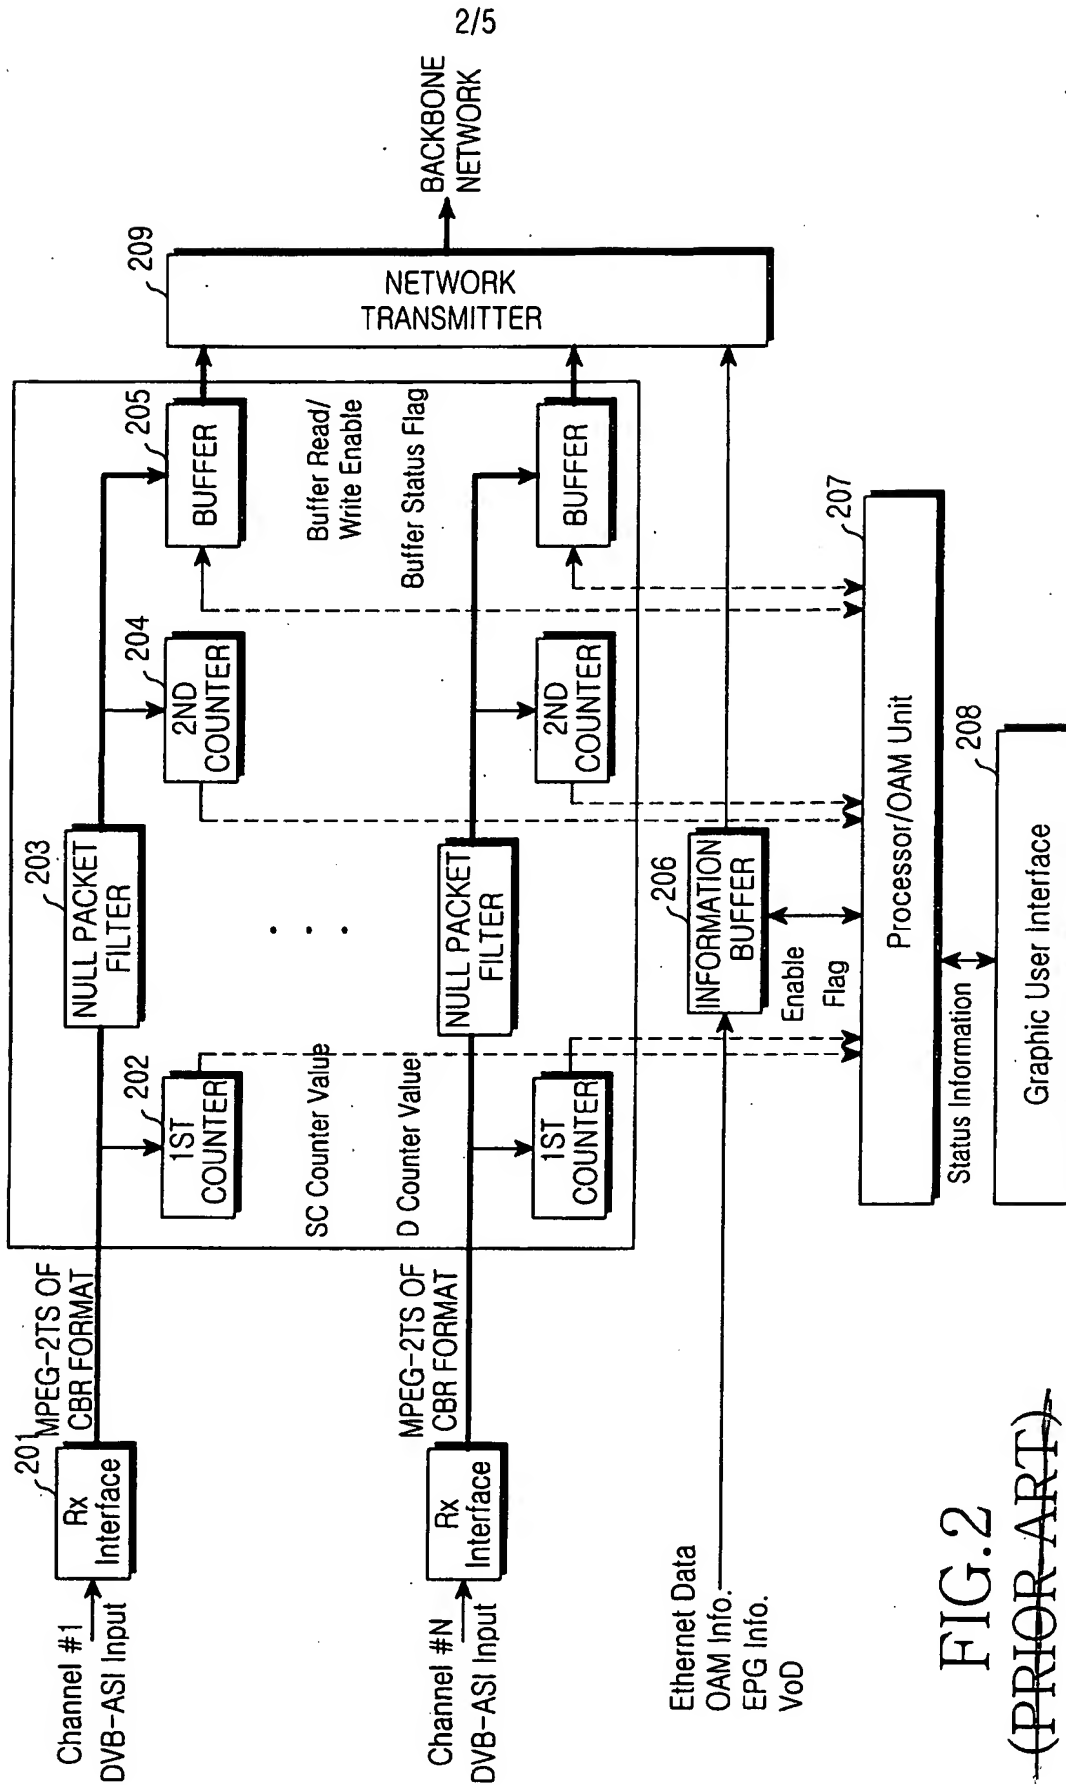 2/5
Channel #1
DVB-ASI Input
201
Rx
Interface
MPEG-2TS OF
CBR FORMAT
202
1ST
COUNTER
203
NULL PACKET
FILTER
204
2ND
COUNTER
205
BUFFER
SC Counter Value
D Counter Value
. . .
Buffer Read/
Write Enable
Buffer Status Flag
209
NETWORK
TRANSMITTER
BACKBONE
NETWORK
Channel #N
DVB-ASI Input
Rx
Interface
MPEG-2TS OF
CBR FORMAT
1ST
COUNTER
NULL PACKET
FILTER
2ND
COUNTER
BUFFER
Ethernet Data
OAM Info.
EPG Info.
VoD
206
INFORMATION
BUFFER
Enable
Flag
207
Processor/OAM Unit
Status Information
208
Graphic User Interface
FIG.2
(PRIOR ART)